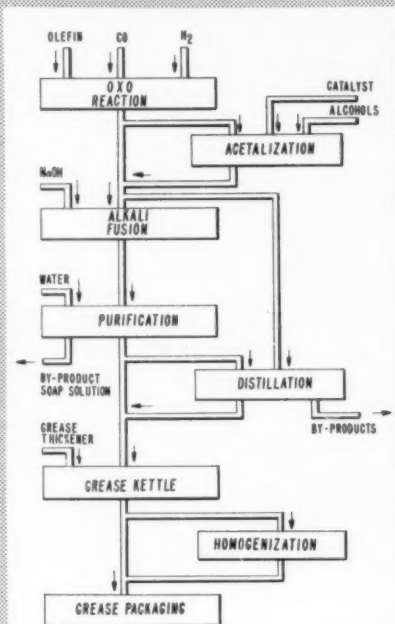 OLEFIN CO H2
OXO
REACTION
CATALYST
ALCOHOLS
ACETALIZATION
NaOH
ALKALI
FUSION
WATER
PURIFICATION
BY-PRODUCT
SOAP SOLUTION
DISTILLATION
BY-PRODUCTS
GREASE
THICKENER
GREASE KETTLE
HOMOGENIZATION
GREASE PACKAGING